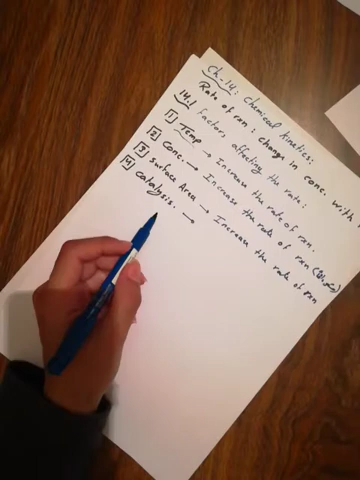 Ch.14: Chemical Kinetics:
Rate of rxn : change in conc. with
14.1 Factors affecting the rate:
1 Temp → Increase the rate of rxn.
2 Conc. → Increase the rate of rxn
3 Surface Area → Increase the rate of rxn
4 Catalysis. →